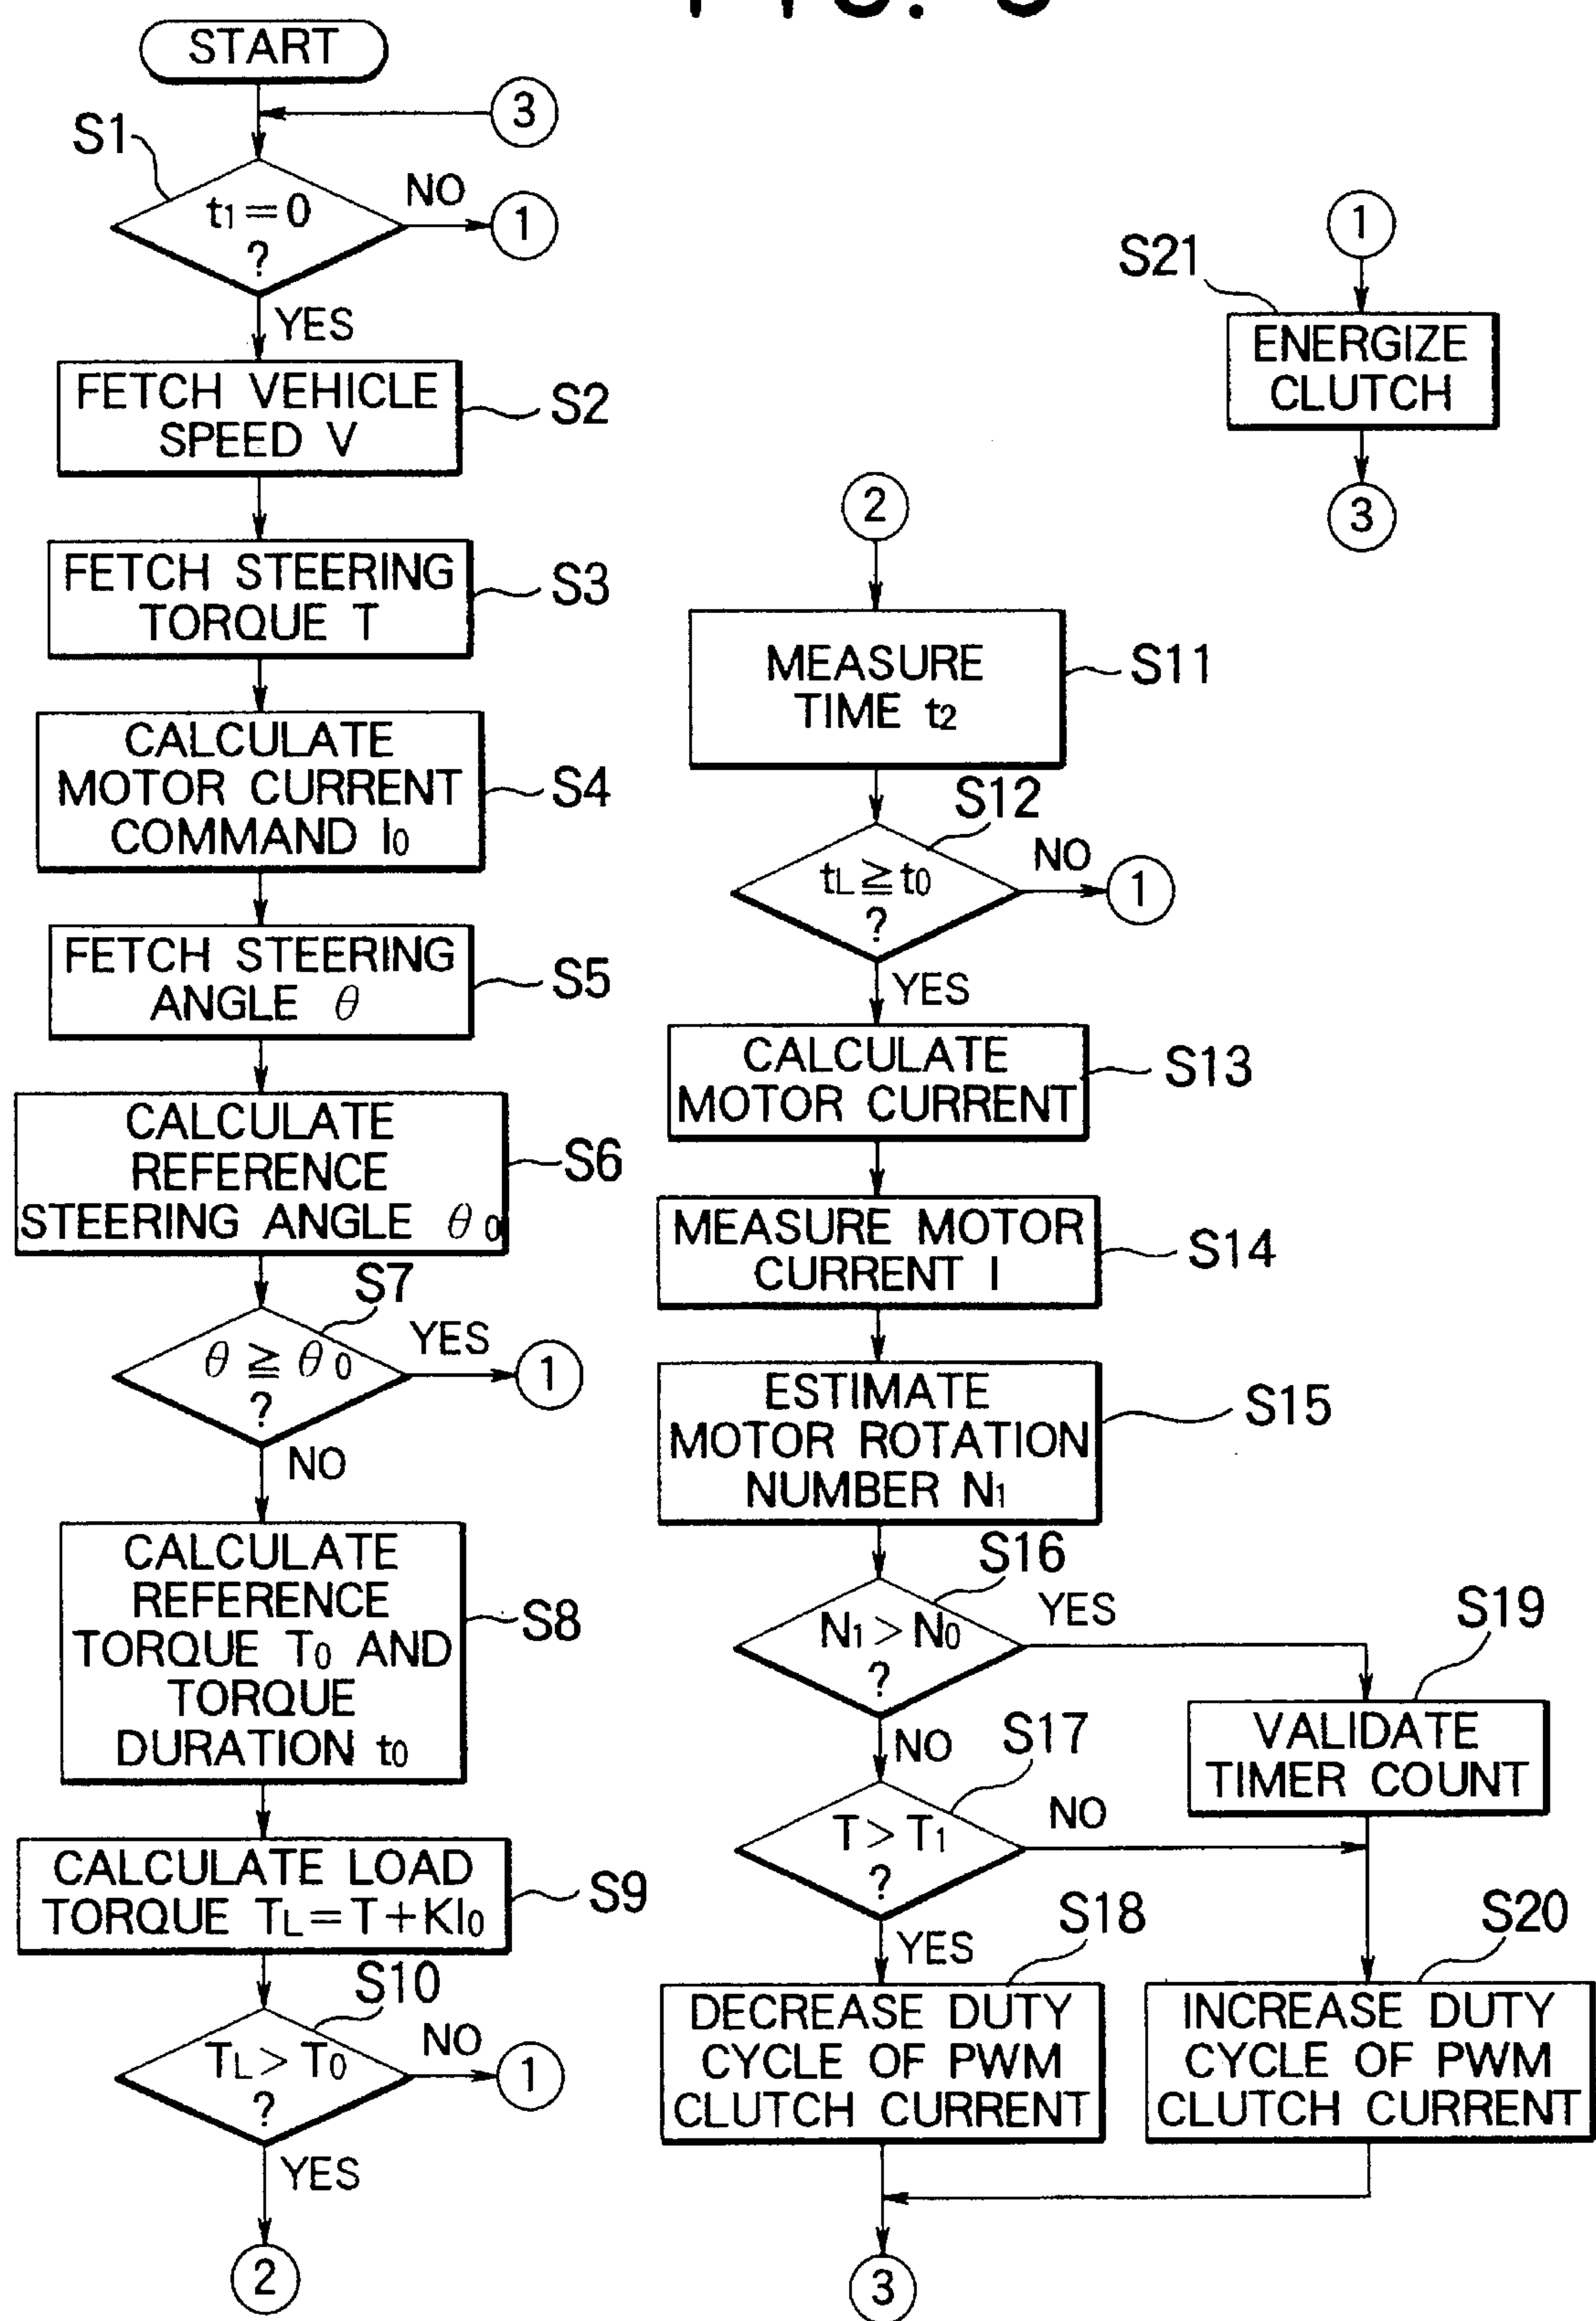 START
3
S1
t1=0
?
NO
1
YES
FETCH VEHICLE
SPEED V
S2
FETCH STEERING
TORQUE T
S3
CALCULATE
MOTOR CURRENT
COMMAND I0
S4
FETCH STEERING
ANGLE θ
S5
CALCULATE
REFERENCE
STEERING ANGLE θ0
S6
S7
θ ≧ θ0
?
YES
1
NO
CALCULATE
REFERENCE
TORQUE T0 AND
TORQUE
DURATION t0
S8
CALCULATE LOAD
TORQUE TL=T+KI0
S9
S10
TL>T0
?
NO
1
YES
2
2
MEASURE
TIME t2
S11
S12
tL≧t0
?
NO
1
YES
CALCULATE
MOTOR CURRENT
S13
MEASURE MOTOR
CURRENT I
S14
ESTIMATE
MOTOR ROTATION
NUMBER N1
S15
S16
N1>N0
?
YES
NO
S17
T>T1
?
NO
YES
S18
DECREASE DUTY
CYCLE OF PWM
CLUTCH CURRENT
3
S19
VALIDATE
TIMER COUNT
S20
INCREASE DUTY
CYCLE OF PWM
CLUTCH CURRENT
1
S21
ENERGIZE
CLUTCH
3